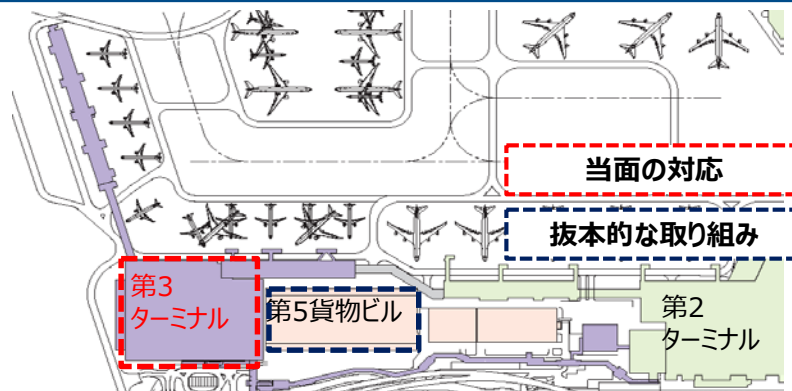 当面の対応
抜本的な取り組み
第3
ターミナル
第5貨物ビル
第2
ターミナル